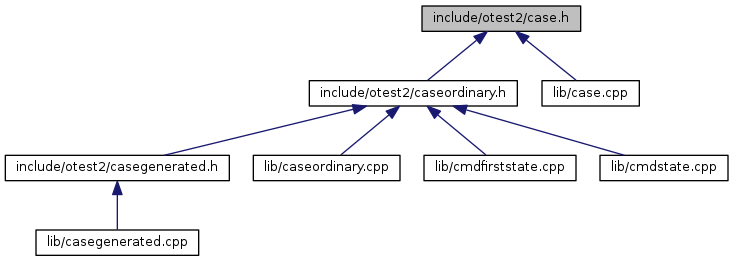 include/otest2/case.h
include/otest2/caseordinary.h
lib/case.cpp
include/otest2/casegenerated.h
lib/caseordinary.cpp
lib/cmdfirststate.cpp
lib/cmdstate.cpp
lib/casegenerated.cpp